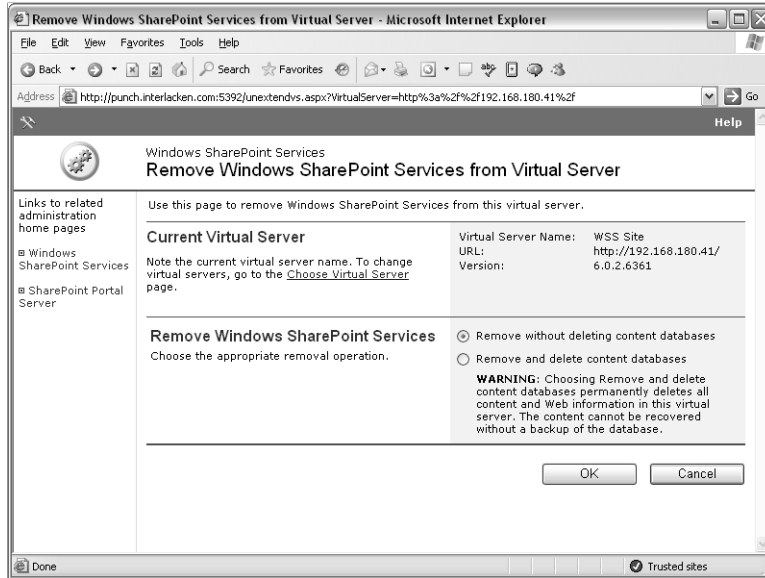 Remove Windows SharePoint Services from Virtual Server - Microsoft Internet Explorer
File Edit View Favorites Tools Help
Back Search Favorites
Address http://punch.interlacken.com:5392/unextendvs.aspx?VirtualServer=http%3a%2f%2f192.168.180.41%2f Go
Help
Windows SharePoint Services
Remove Windows SharePoint Services from Virtual Server
Links to related
administration
home pages
Windows
SharePoint Services
SharePoint Portal
Server
Use this page to remove Windows SharePoint Services from this virtual server.
Current Virtual Server
Note the current virtual server name. To change
virtual servers, go to the Choose Virtual Server
page.
Virtual Server Name: WSS Site
URL: http://192.168.180.41/
Version: 6.0.2.6361
Remove Windows SharePoint Services
Choose the appropriate removal operation.
Remove without deleting content databases
Remove and delete content databases
WARNING: Choosing Remove and delete
content databases permanently deletes all
content and Web information in this virtual
server. The content cannot be recovered
without a backup of the database.
OK Cancel
Done Trusted sites